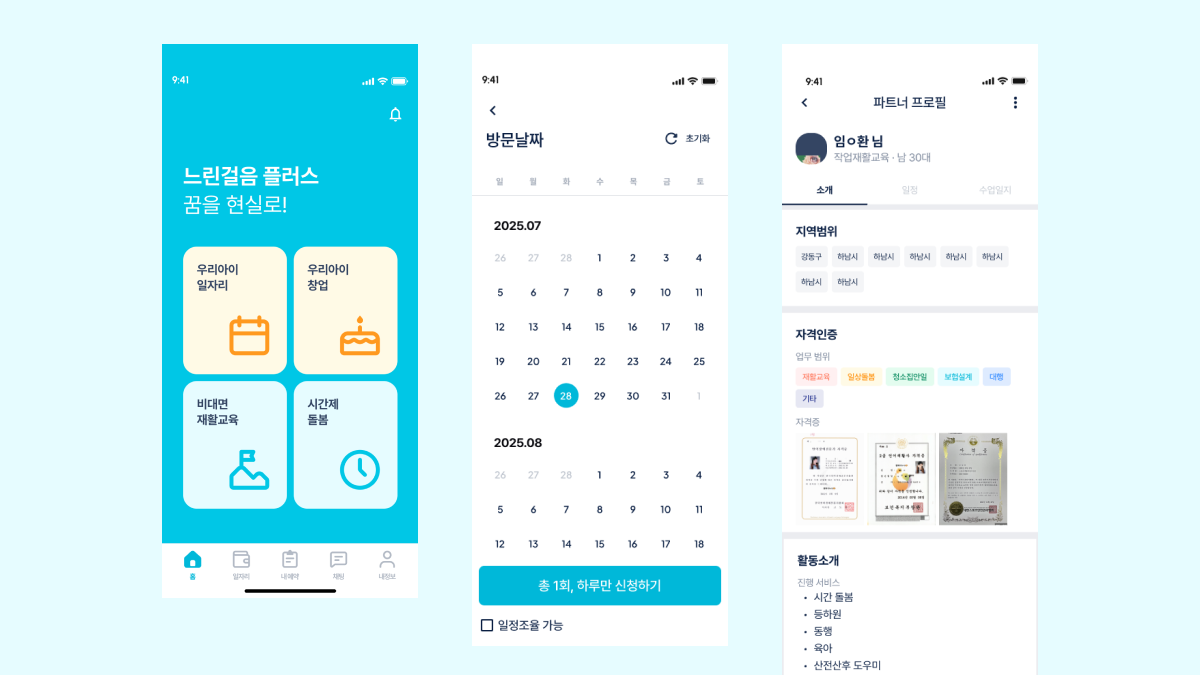 9:41
느린걸음 플러스
꿈을 현실로!
우리아이
일자리
우리아이
창업
비대면
재활교육
시간제
돌봄
홈
일자리
내 예약
채팅
내정보
9:41
방문날짜
초기화
일 월 화 수 목 금 토
2025.07
26 27 28 1 2 3 4
5 6 7 8 9 10 11
12 13 14 15 16 17 18
19 20 21 22 23 24 25
26 27 28 29 30 31 1
2025.08
26 27 28 1 2 3 4
5 6 7 8 9 10 11
12 13 14 15 16 17 18
총 1회, 하루만 신청하기
일정조율 가능
9:41
파트너 프로필
임ㅇ환 님
작업재활교육 · 남 30대
소개 일정 수업일지
지역범위
강동구 하남시 하남시 하남시 하남시 하남시
하남시 하남시
자격인증
업무 범위
재활교육 일상돌봄 청소집안일 보험설계 대행
기타
자격증
활동소개
진행 서비스
• 시간 돌봄
• 등하원
• 동행
• 육아
• 산전산후 도우미